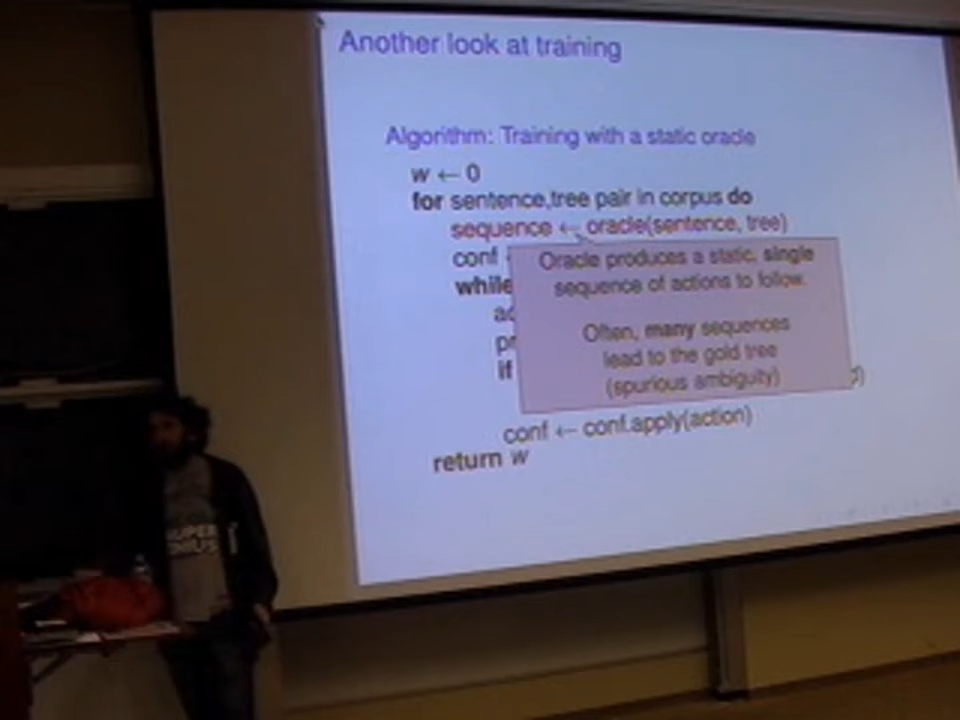 Another look at training
Algorithm: Training with a static oracle
w ← 0
for sentence,tree pair in corpus do
sequence ← oracle(sentence, tree)
conf
while
Oracle produces a static, single
sequence of actions to follow.
Often, many sequences
lead to the gold tree
(spurious ambiguity)
if
conf ← conf.apply(action)
return w
SUPER